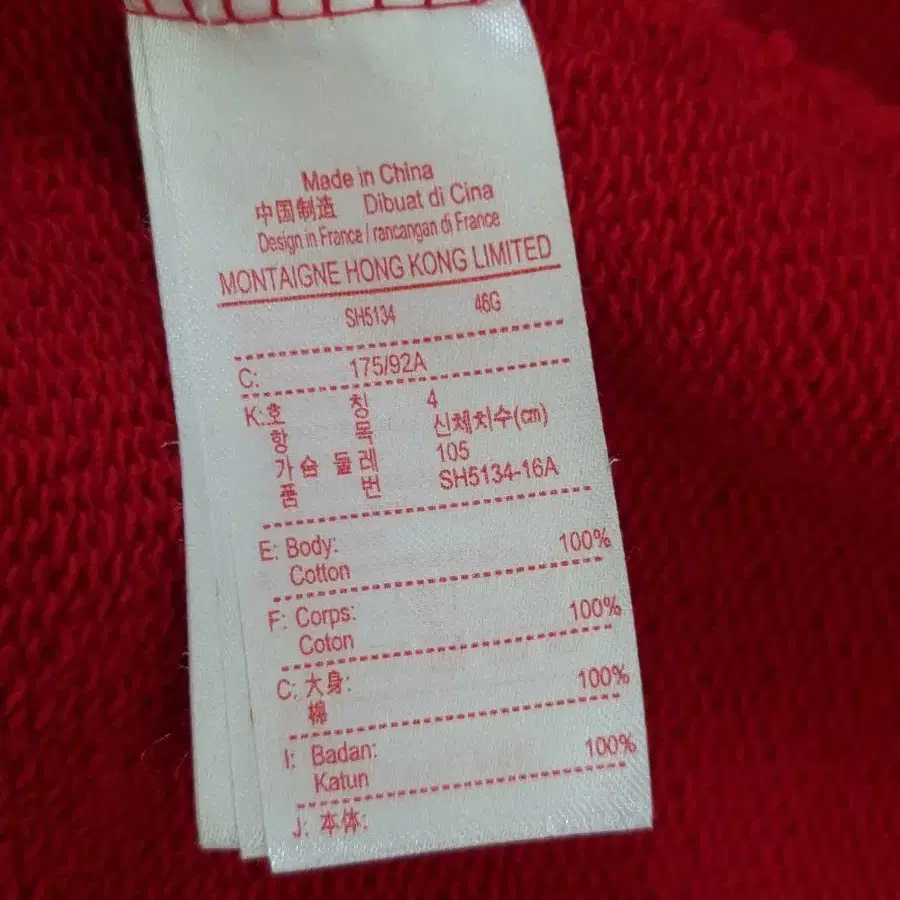 Made in China
中国制造 Dibuat di Cina
Design in France / rancangan di France
MONTAIGNE HONG KONG LIMITED
SH5134 46G
C: 175/92A
K:호 칭 4
항 목 신체치수(cm)
가슴 둘레 105
품 번 SH5134-16A
E: Body: 100%
Cotton
F: Corps: 100%
Coton
C: 大身: 100%
棉
I: Badan: 100%
Katun
J: 本体: